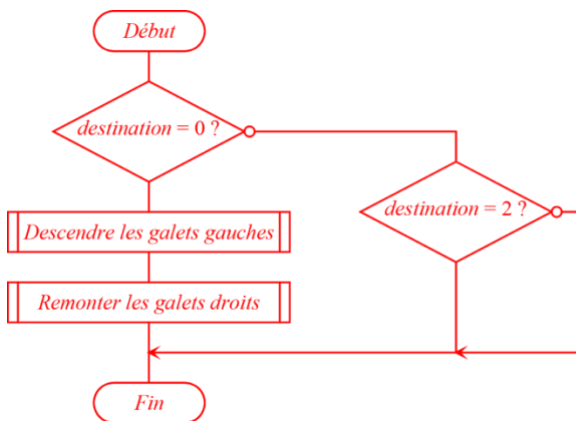 Début
destination = 0 ?
destination = 2 ?
Descendre les galets gauches
Remonter les galets droits
Fin